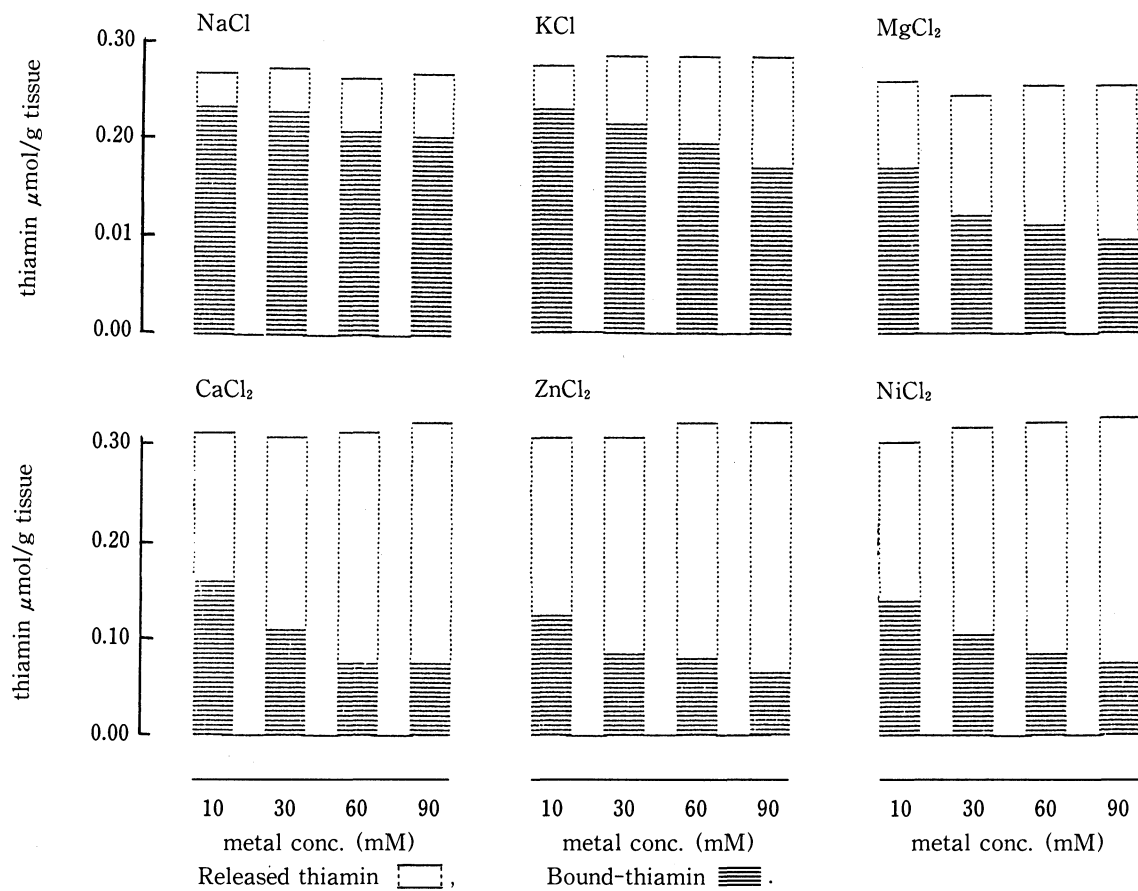 NaCl
KCl
MgCl₂
0.30
0.20
0.01
0.00
thiamin μmol/g tissue
CaCl₂
ZnCl₂
NiCl₂
0.30
0.20
0.10
0.00
thiamin μmol/g tissue
10 30 60 90
10 30 60 90
10 30 60 90
metal conc. (mM)
metal conc. (mM)
metal conc. (mM)
Released thiamin ,
Bound-thiamin .